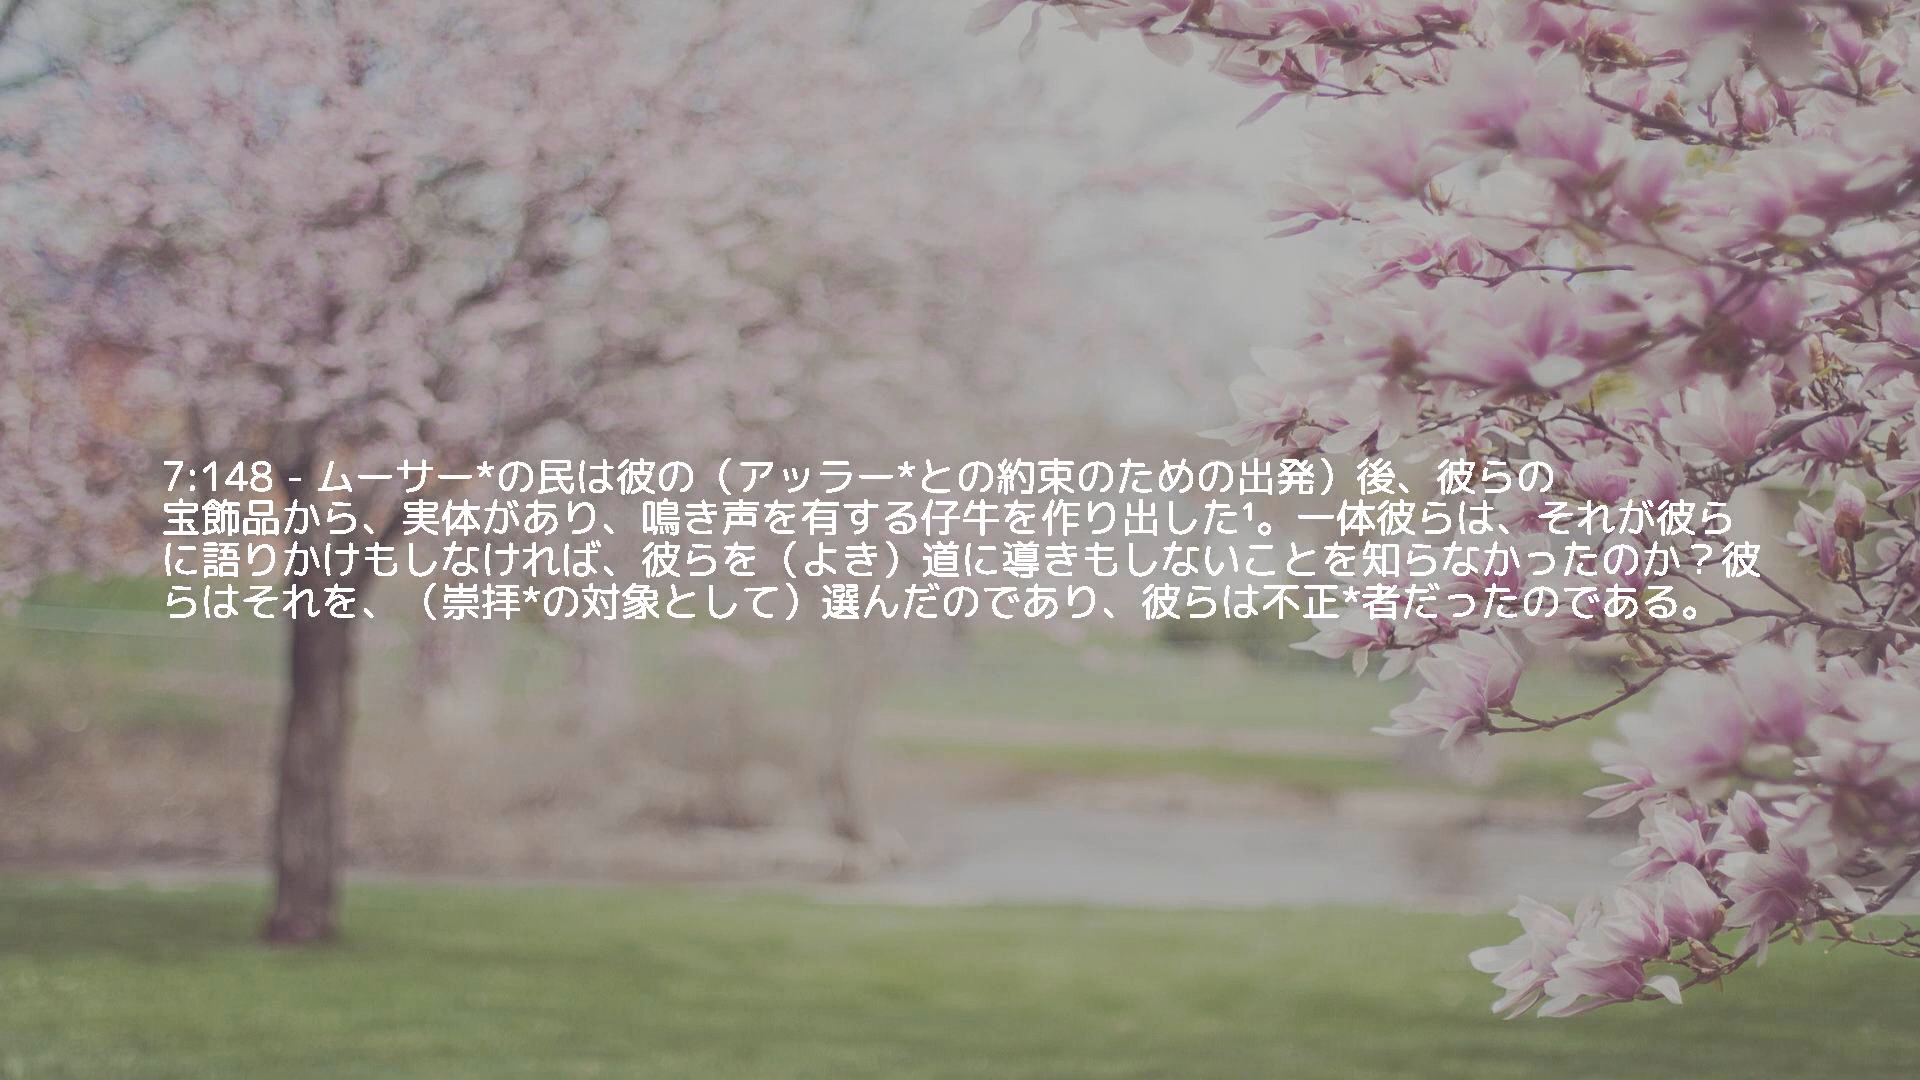 7:148 - ムーサー*の民は彼の（アッラー*との約束のための出発）後、彼らの
宝飾品から、実体があり、鳴き声を有する仔牛を作り出した¹。一体彼らは、それが彼ら
に語りかけもしなければ、彼らを（よき）道に導きもしないことを知らなかったのか？彼
らはそれを、（崇拝*の対象として）選んだのであり、彼らは不正*者だったのである。